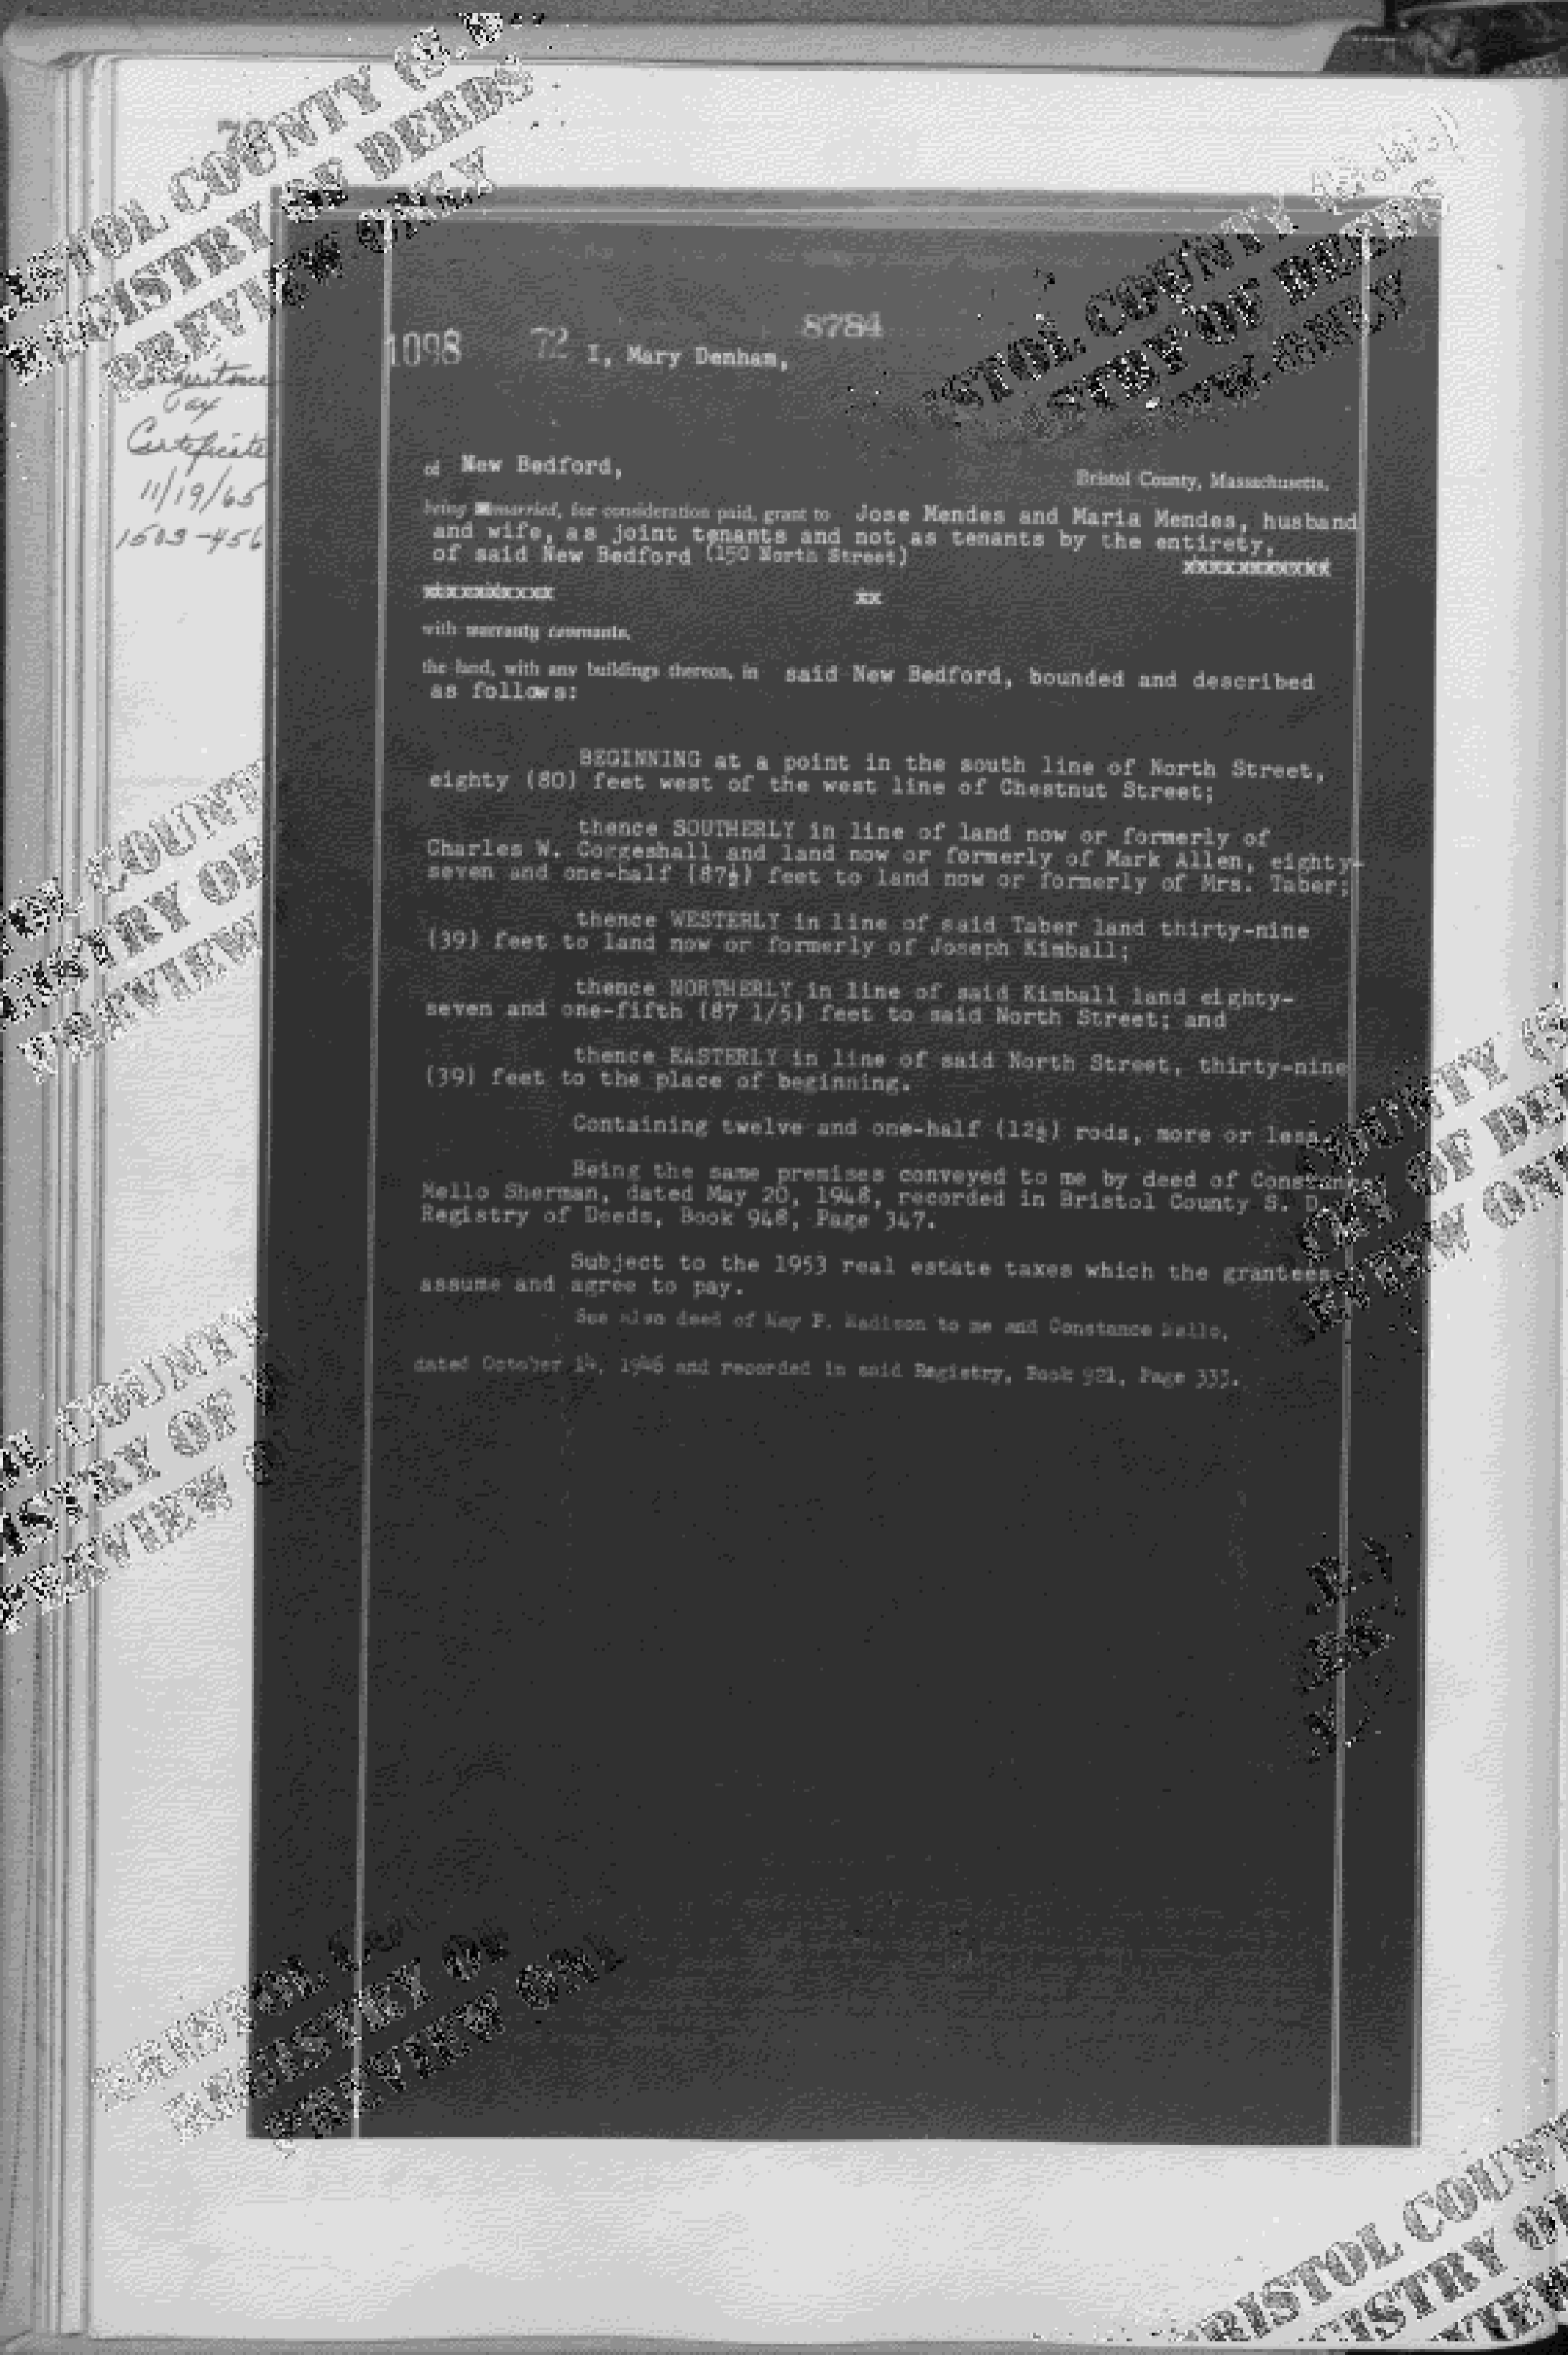 72
BRISTOL COUNTY (S.D.)
REGISTRY OF DEEDS
PREVIEW ONLY
1098 72 8784
I, Mary Denham,
Tax
Certificate
11/19/65
1503-456
of New Bedford, Bristol County, Massachusetts,
being married, for consideration paid, grant to Jose Mendes and Maria Mendes, husband
and wife, as joint tenants and not as tenants by the entirety,
of said New Bedford (150 North Street) xxxxxxxxxxx
xxxxxxxxxx xx
with warranty covenants,
the land, with any buildings thereon, in said New Bedford, bounded and described
as follows:
BEGINNING at a point in the south line of North Street,
eighty (80) feet west of the west line of Chestnut Street;
thence SOUTHERLY in line of land now or formerly of
Charles W. Coggeshall and land now or formerly of Mark Allen, eighty-
seven and one-half (87½) feet to land now or formerly of Mrs. Taber;
thence WESTERLY in line of said Taber land thirty-nine
(39) feet to land now or formerly of Joseph Kimball;
thence NORTHERLY in line of said Kimball land eighty-
seven and one-fifth (87 1/5) feet to said North Street; and
thence EASTERLY in line of said North Street, thirty-nine
(39) feet to the place of beginning.
Containing twelve and one-half (12½) rods, more or less.
Being the same premises conveyed to me by deed of Constance
Mello Sherman, dated May 20, 1948, recorded in Bristol County S. D.
Registry of Deeds, Book 948, Page 347.
Subject to the 1953 real estate taxes which the grantees
assume and agree to pay.
See also deed of May P. Madison to me and Constance Mello,
dated October 14, 1946 and recorded in said Registry, Book 921, Page 333.